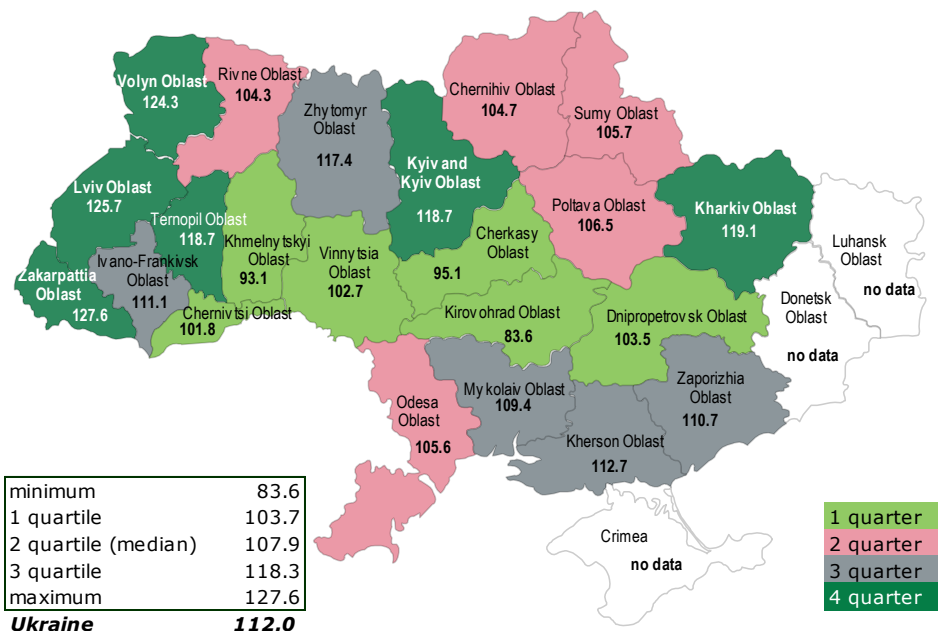 Volyn Oblast
124.3
Rivne Oblast
104.3
Zhytomyr
Oblast
117.4
Kyiv and
Kyiv Oblast
118.7
Chernihiv Oblast
104.7
Sumy Oblast
105.7
Lviv Oblast
125.7
Ternopil Oblast
118.7
Khmelnytskyi
Oblast
93.1
Vinnytsia
Oblast
102.7
Cherkasy
Oblast
95.1
Poltava Oblast
106.5
Kharkiv Oblast
119.1
Luhansk
Oblast
no data
Zakarpattia
Oblast
127.6
Ivano-Frankivsk
Oblast
111.1
Chernivtsi Oblast
101.8
Kirovohrad Oblast
83.6
Dnipropetrovsk Oblast
103.5
Donetsk
Oblast
no data
Odesa
Oblast
105.6
Mykolaiv Oblast
109.4
Kherson Oblast
112.7
Zaporizhia
Oblast
110.7
Crimea
no data
minimum 83.6
1 quartile 103.7
2 quartile (median) 107.9
3 quartile 118.3
maximum 127.6
Ukraine 112.0
1 quarter
2 quarter
3 quarter
4 quarter